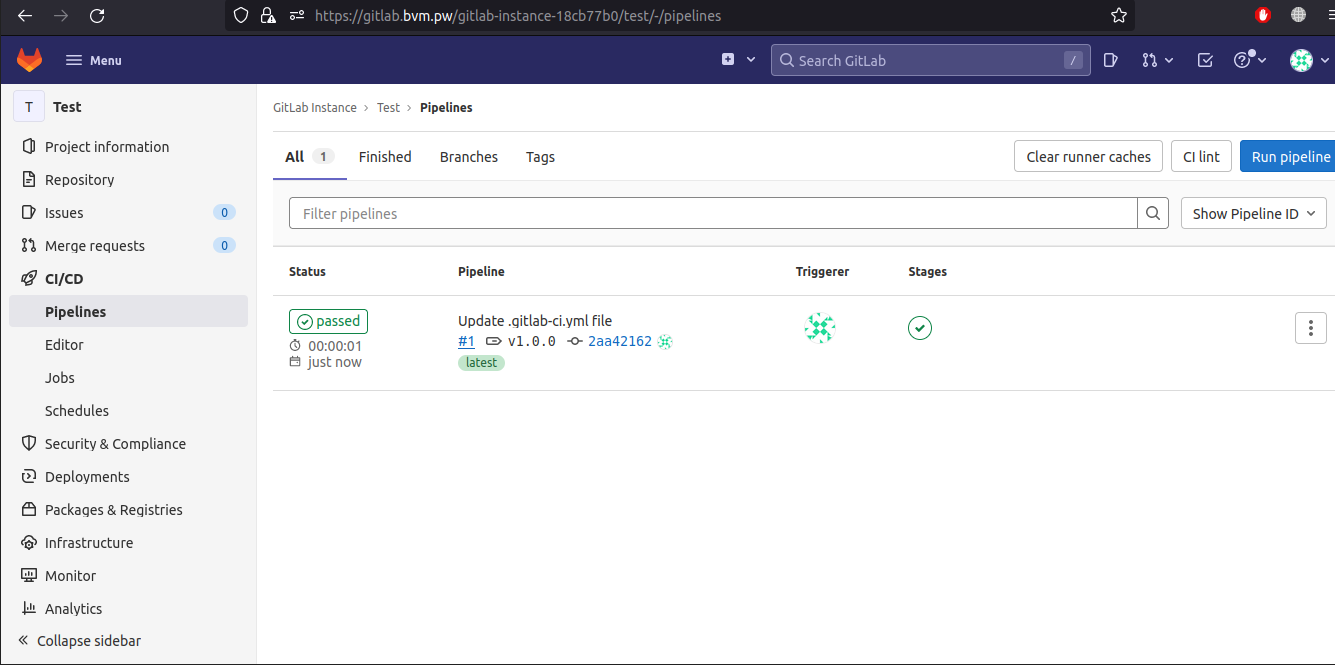 https://gitlab.bvm.pw/gitlab-instance-18cb77b0/test/-/pipelines
Menu
Search GitLab /
T Test
Project information
Repository
Issues 0
Merge requests 0
CI/CD
Pipelines
Editor
Jobs
Schedules
Security & Compliance
Deployments
Packages & Registries
Infrastructure
Monitor
Analytics
Collapse sidebar
GitLab Instance › Test › Pipelines
All 1 Finished Branches Tags
Clear runner caches CI lint Run pipeline
Filter pipelines Show Pipeline ID
Status Pipeline Triggerer Stages
passed Update .gitlab-ci.yml file
#1 v1.0.0 2aa42162
00:00:01
just now
latest